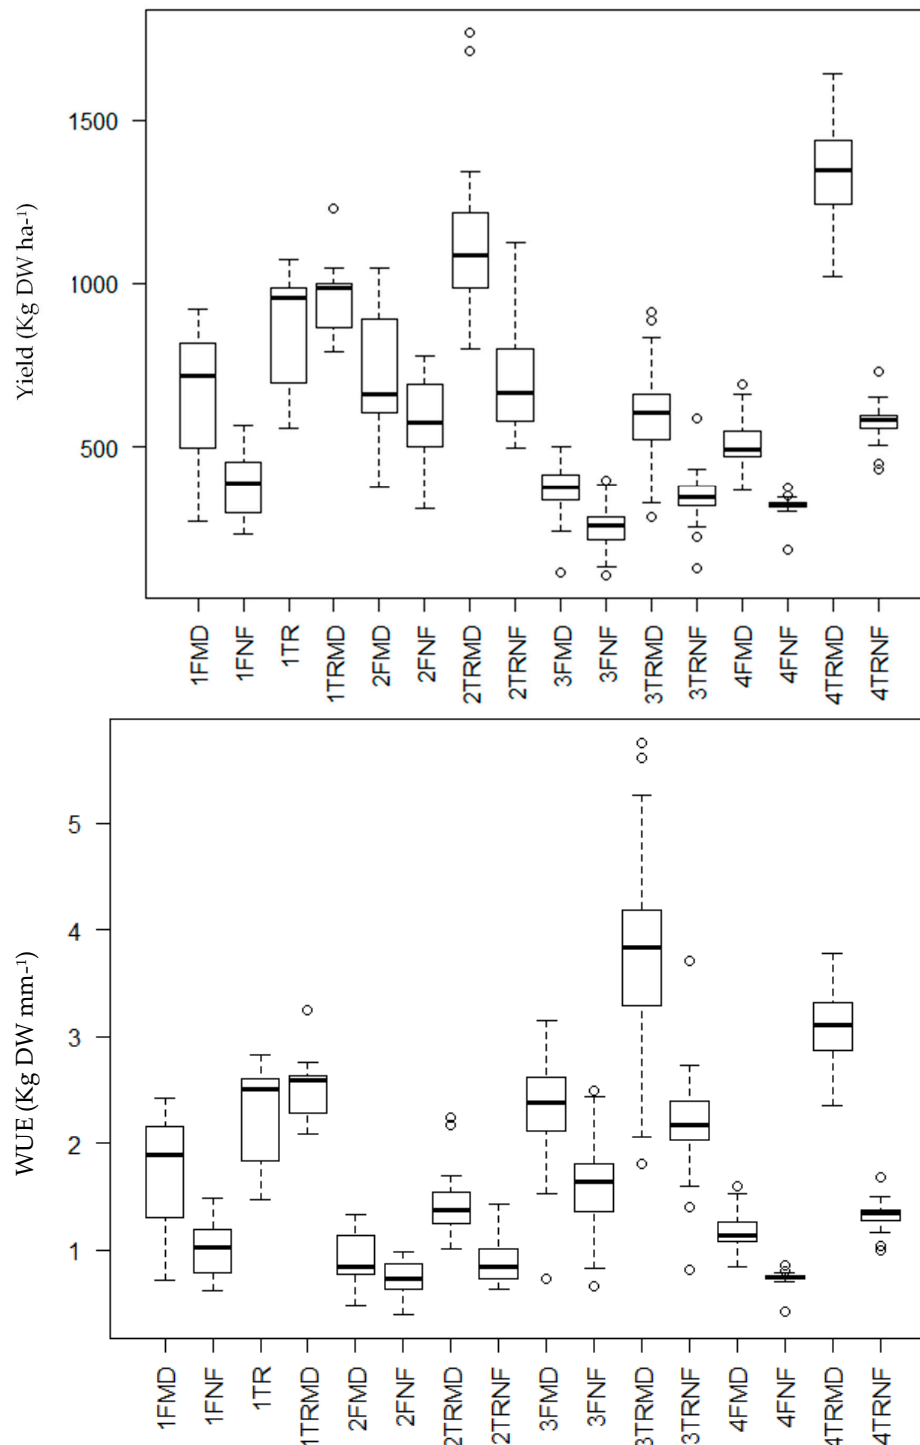 Yield (Kg DW ha-¹)
1500
1000
500
1FMD
1FNF
1TR
1TRMD
2FMD
2FNF
2TRMD
2TRNF
3FMD
3FNF
3TRMD
3TRNF
4FMD
4FNF
4TRMD
4TRNF
WUE (Kg DW mm-¹)
5
4
3
2
1
1FMD
1FNF
1TR
1TRMD
2FMD
2FNF
2TRMD
2TRNF
3FMD
3FNF
3TRMD
3TRNF
4FMD
4FNF
4TRMD
4TRNF